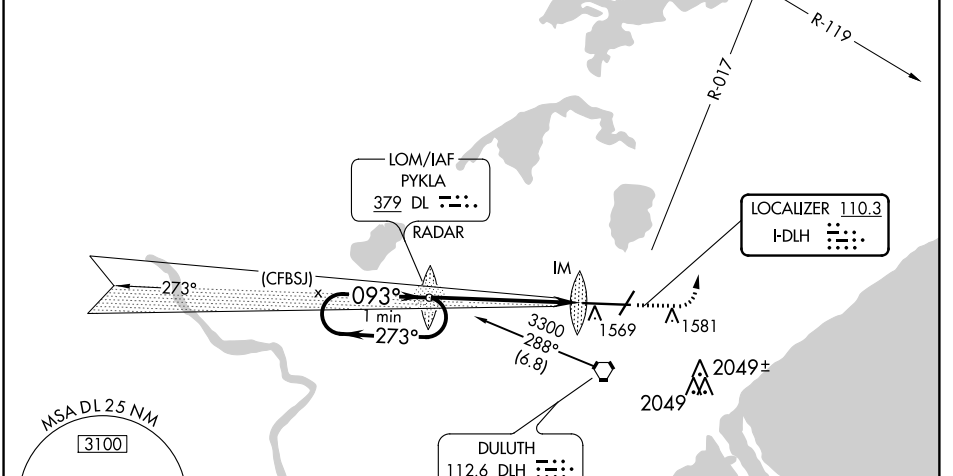 R-119
R-017
LOM/IAF
PYKLA
379 DL
RADAR
LOCALIZER 110.3
I-DLH
(CFBSJ)
IM
273°
x
093°
1 min
273°
3300
288°
(6.8)
1569
1581
2049±
2049
MSA DL 25 NM
3100
DULUTH
112.6 DLH